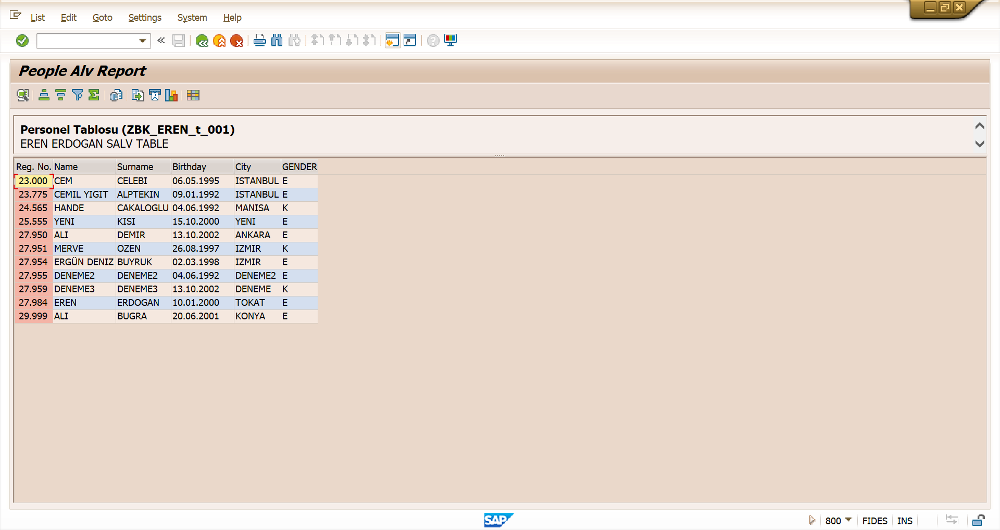 List Edit Goto Settings System Help
People Alv Report
Personel Tablosu (ZBK_EREN_t_001)
EREN ERDOGAN SALV TABLE
Reg. No. Name Surname Birthday City GENDER
23.000 CEM CELEBI 06.05.1995 ISTANBUL E
23.775 CEMIL YIGIT ALPTEKIN 09.01.1992 ISTANBUL E
24.565 HANDE CAKALOGLU 04.06.1992 MANISA K
25.555 YENI KISI 15.10.2000 YENI E
27.950 ALI DEMIR 13.10.2002 ANKARA E
27.951 MERVE OZEN 26.08.1997 IZMIR K
27.954 ERGÜN DENIZ BUYRUK 02.03.1998 IZMIR E
27.955 DENEME2 DENEME2 04.06.1992 DENEME2 E
27.959 DENEME3 DENEME3 13.10.2002 DENEME K
27.984 EREN ERDOGAN 10.01.2000 TOKAT E
29.999 ALI BUGRA 20.06.2001 KONYA E
SAP 800 FIDES INS